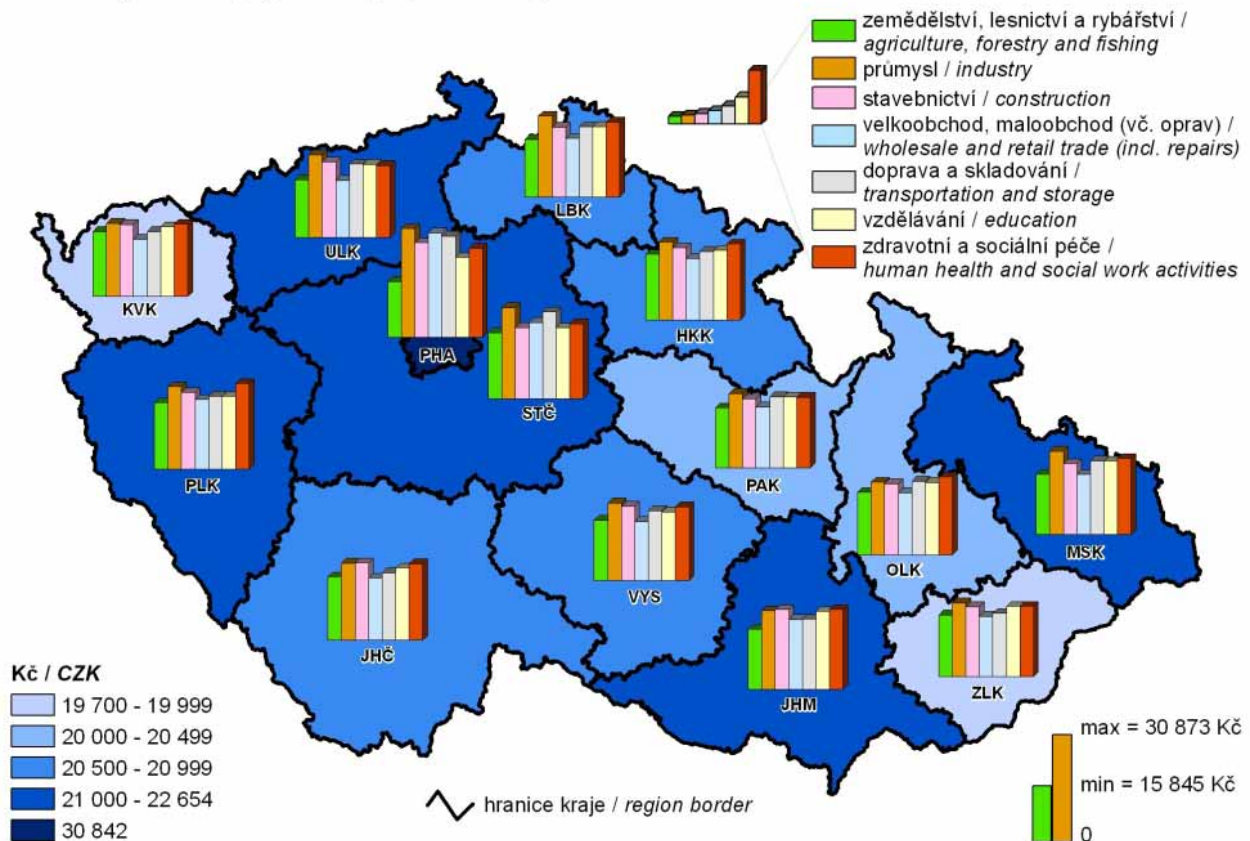 zemědělství, lesnictví a rybářství /
agriculture, forestry and fishing
průmysl / industry
stavebnictví / construction
velkoobchod, maloobchod (vč. oprav) /
wholesale and retail trade (incl. repairs)
doprava a skladování /
transportation and storage
vzdělávání / education
zdravotní a sociální péče /
human health and social work activities
LBK
ULK
KVK
HKK
PHA
STČ
PLK
PAK
OLK
MSK
VYS
JHČ
ZLK
JHM
Kč / CZK
19 700 - 19 999
20 000 - 20 499
20 500 - 20 999
21 000 - 22 654
30 842
hranice kraje / region border
max = 30 873 Kč
min = 15 845 Kč
0